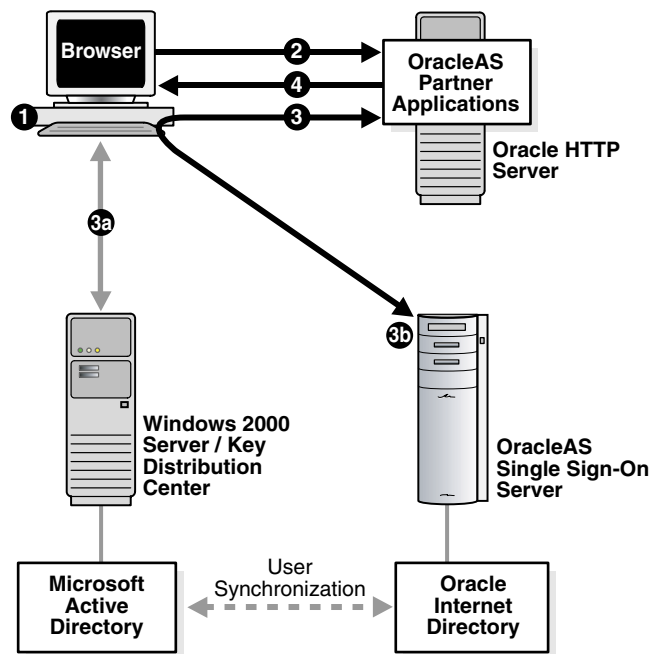 Browser
2
OracleAS
Partner
Applications
4
1
3
Oracle HTTP
Server
3a
3b
Windows 2000
Server / Key
Distribution
Center
OracleAS
Single Sign-On
Server
Microsoft
Active
Directory
User
Synchronization
Oracle
Internet
Directory